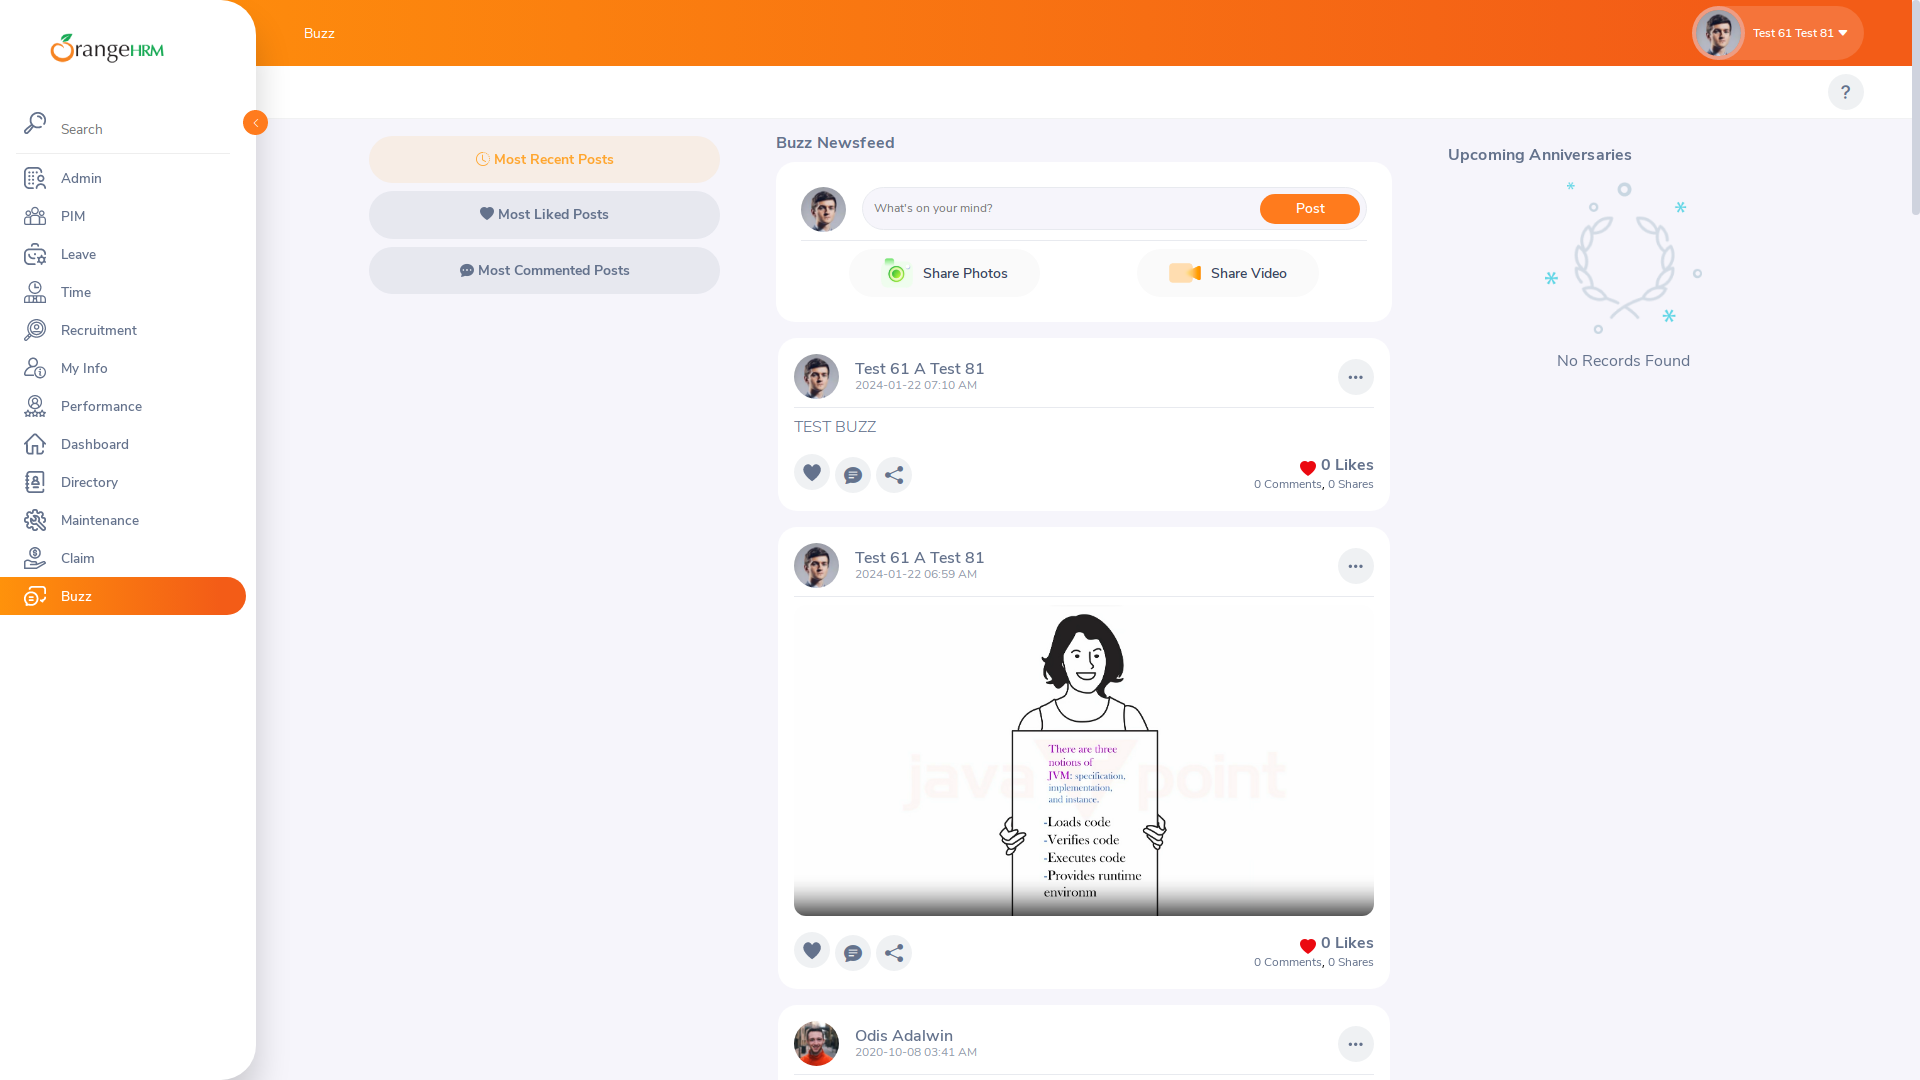 OrangeHRM
Search
Admin
PIM
Leave
Time
Recruitment
My Info
Performance
Dashboard
Directory
Maintenance
Claim
Buzz
Buzz
Test 61 Test 81
?
Most Recent Posts
Most Liked Posts
Most Commented Posts
Buzz Newsfeed
What's on your mind?
Post
Share Photos
Share Video
Test 61 A Test 81
2024-01-22 07:10 AM
TEST BUZZ
0 Likes
0 Comments, 0 Shares
Test 61 A Test 81
2024-01-22 06:59 AM
java point
There are three
notions of
JVM: specification,
implementation,
and instance.
-Loads code
-Verifies code
-Executes code
-Provides runtime
environm
0 Likes
0 Comments, 0 Shares
Odis Adalwin
2020-10-08 03:41 AM
Upcoming Anniversaries
No Records Found